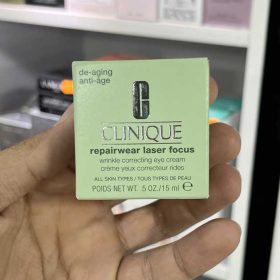 de-aging
anti-âge
CLINIQUE
repairwear laser focus
wrinkle correcting eye cream
crème yeux correcteur rides
ALL SKIN TYPES / TOUS TYPES DE PEAU
POIDS NET WT. .5 OZ/15 ml ℮